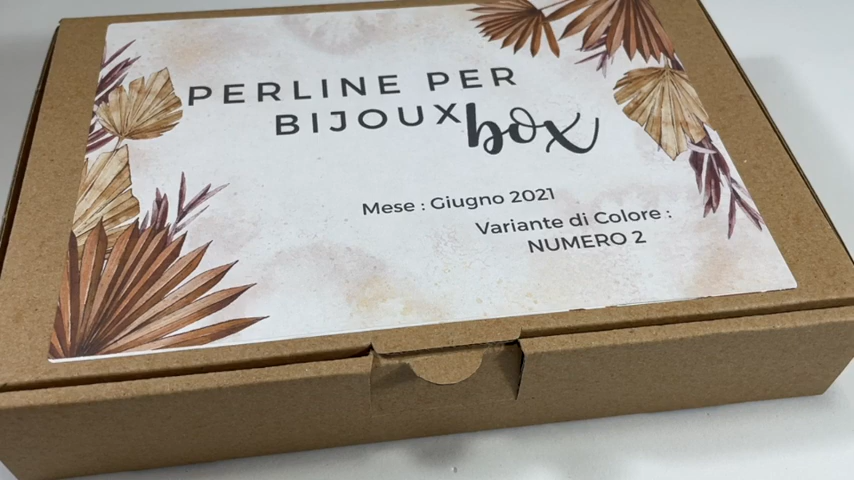 PERLINE PER
BIJOUX box
Mese : Giugno 2021
Variante di Colore :
NUMERO 2